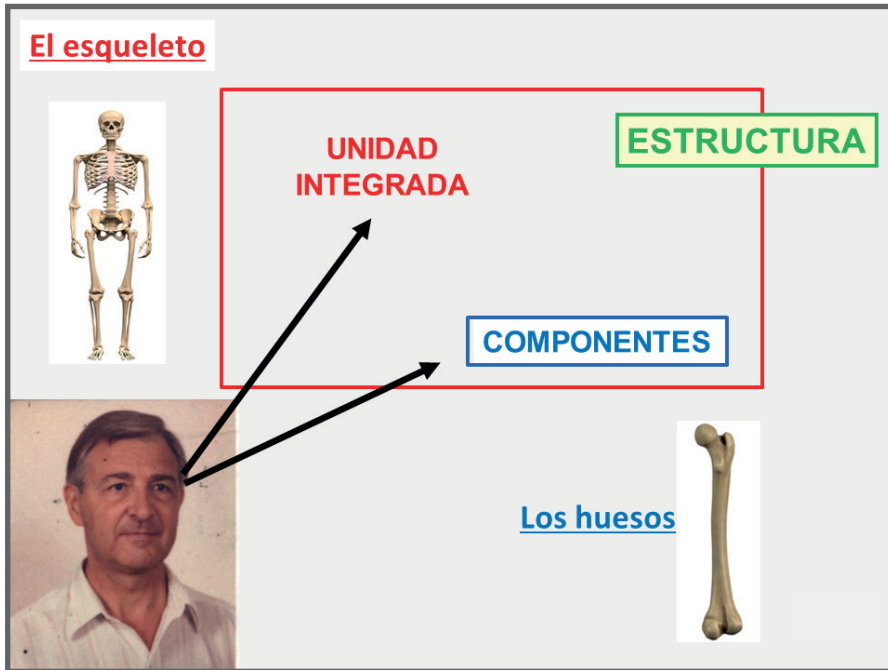 El esqueleto
UNIDAD
INTEGRADA
ESTRUCTURA
COMPONENTES
Los huesos